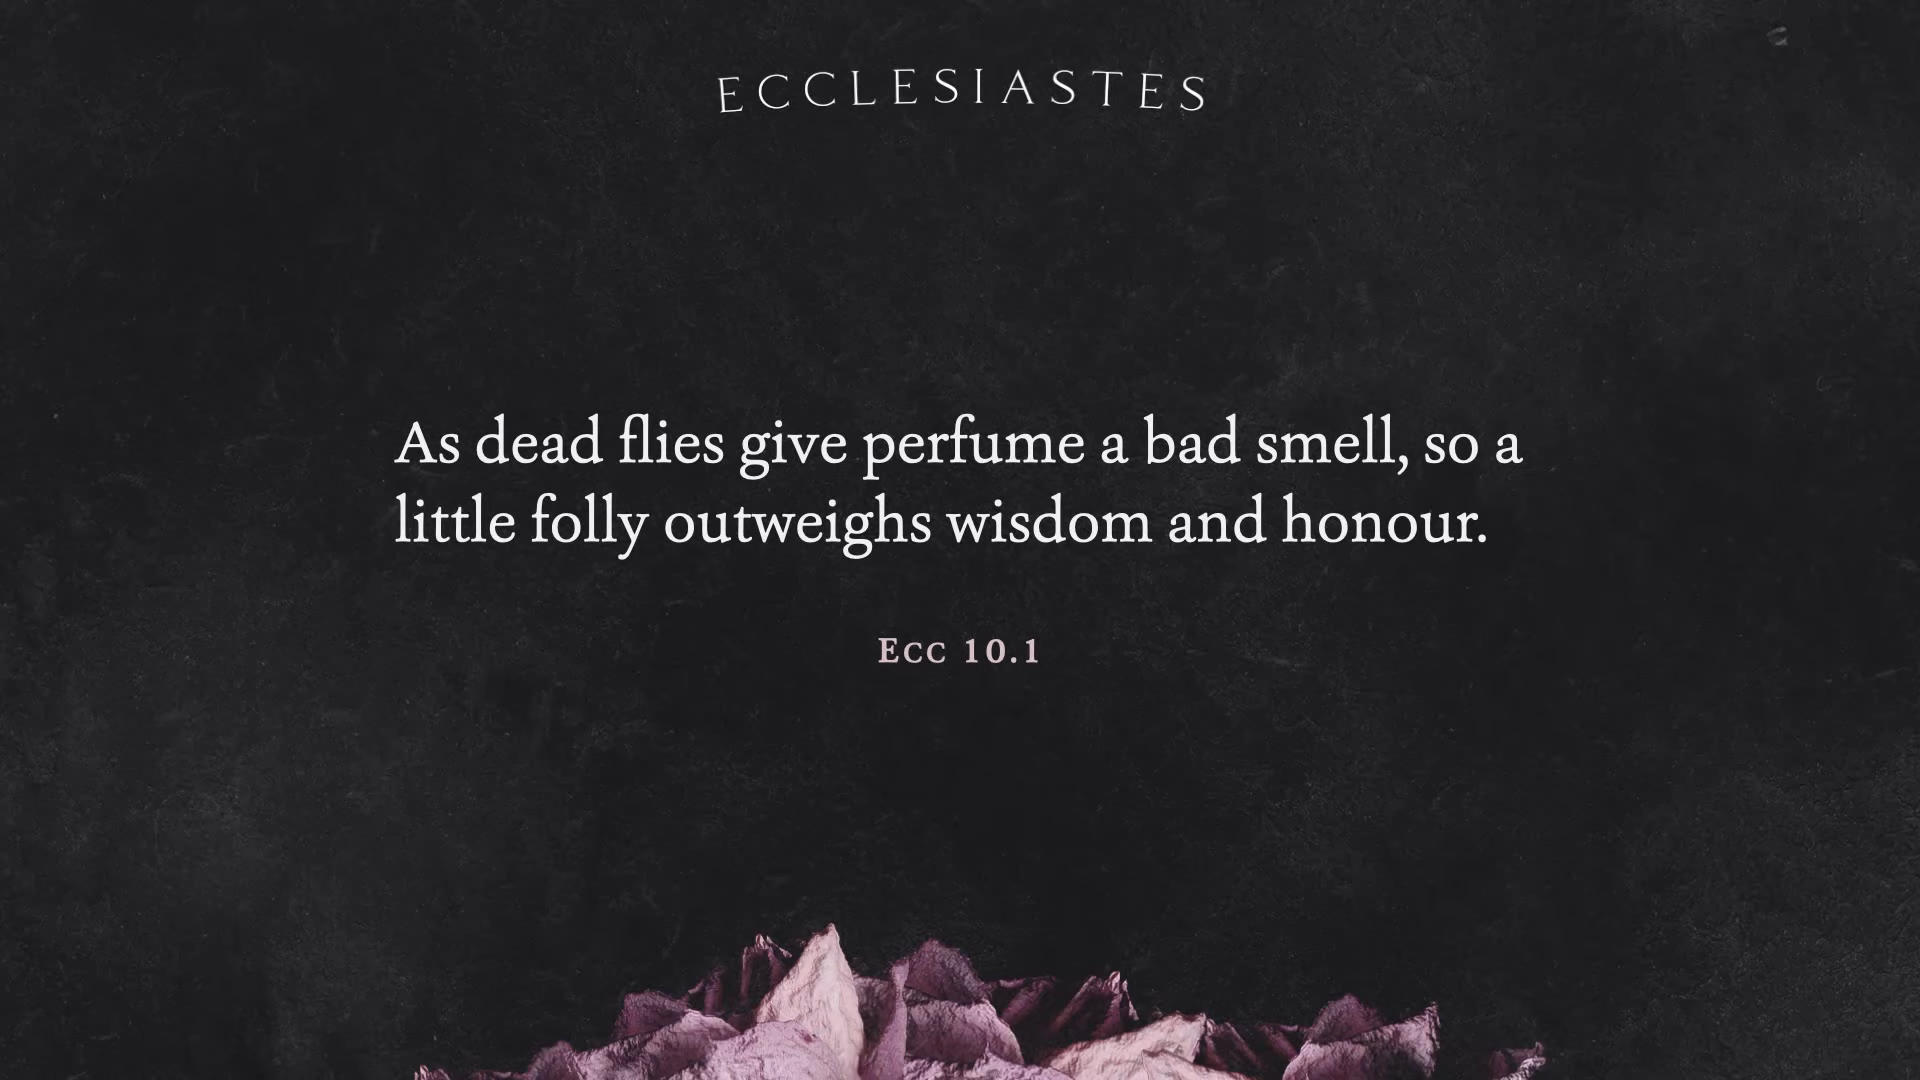 ECCLESIASTES
As dead flies give perfume a bad smell, so a
little folly outweighs wisdom and honour.
Ecc 10.1